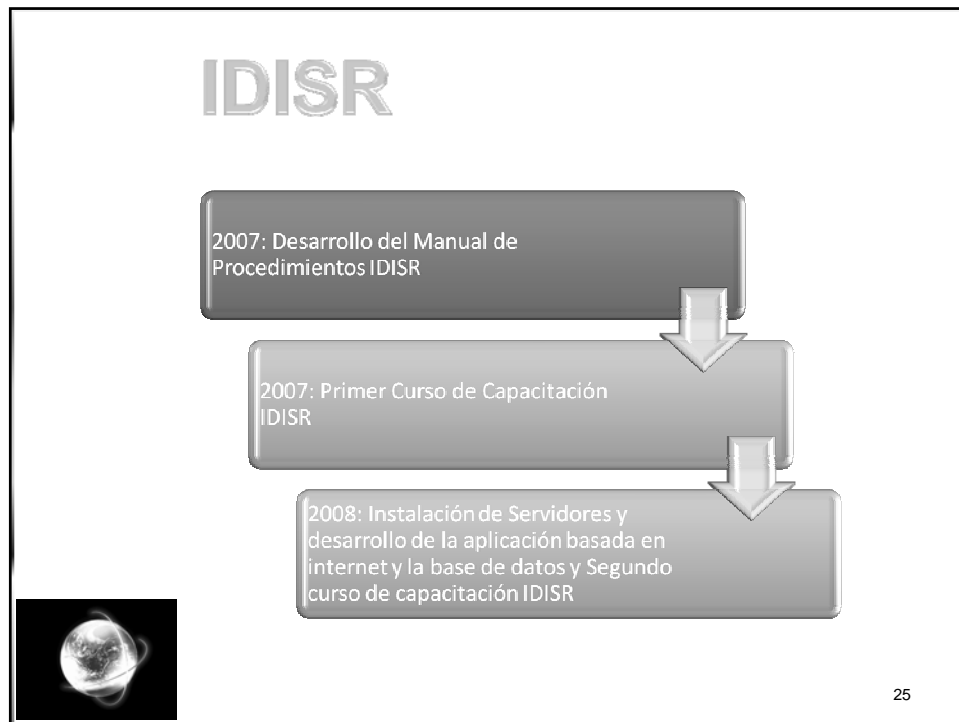 IDISR
2007: Desarrollo del Manual de
Procedimientos IDISR
2007: Primer Curso de Capacitación
IDISR
2008: Instalación de Servidores y
desarrollo de la aplicación basada en
internet y la base de datos y Segundo
curso de capacitación IDISR
25